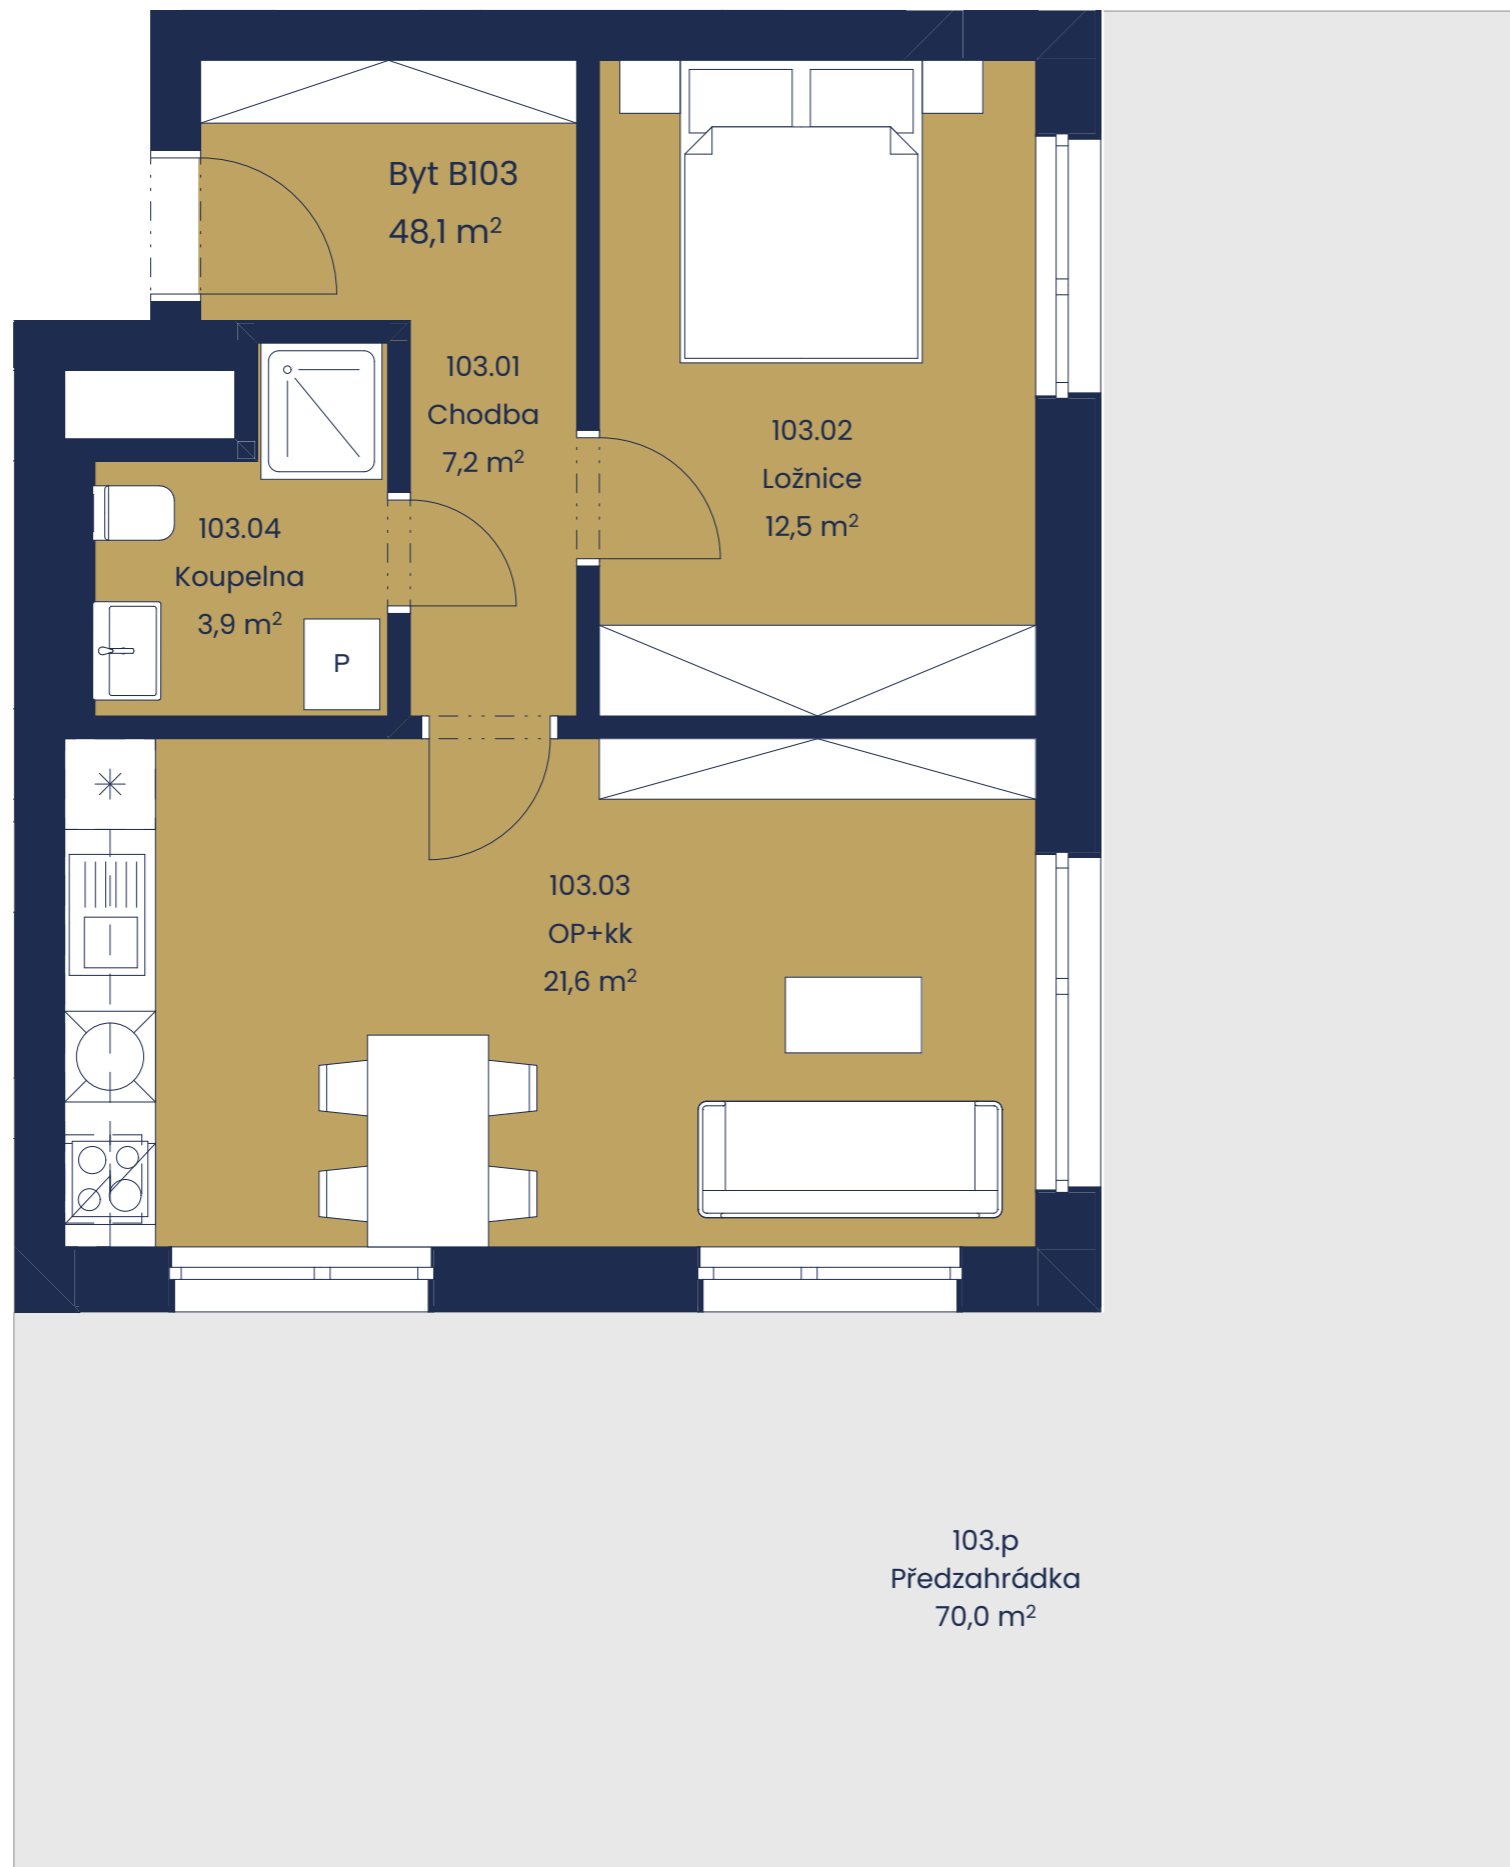 Byt B103
48,1 m²
103.01
Chodba
7,2 m²
103.02
Ložnice
12,5 m²
103.04
Koupelna
3,9 m²
P
103.03
OP+kk
21,6 m²
103.p
Předzahrádka
70,0 m²